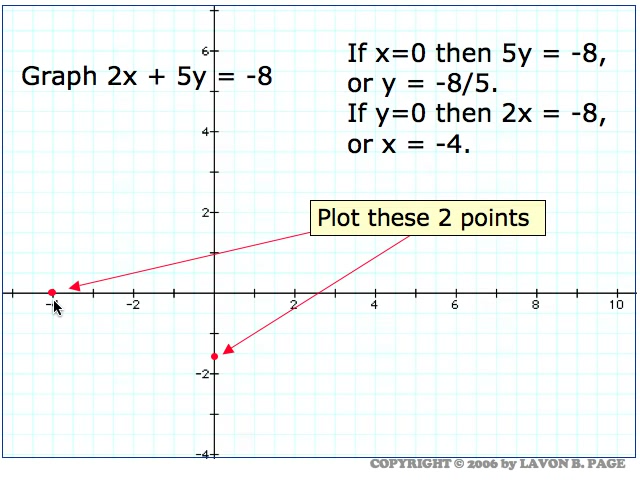 Graph 2x + 5y = -8
If x=0 then 5y = -8,
or y = -8/5.
If y=0 then 2x = -8,
or x = -4.
Plot these 2 points
6
4
2
-2
2
4
6
8
10
-2
-4
COPYRIGHT © 2006 by LAVON B. PAGE